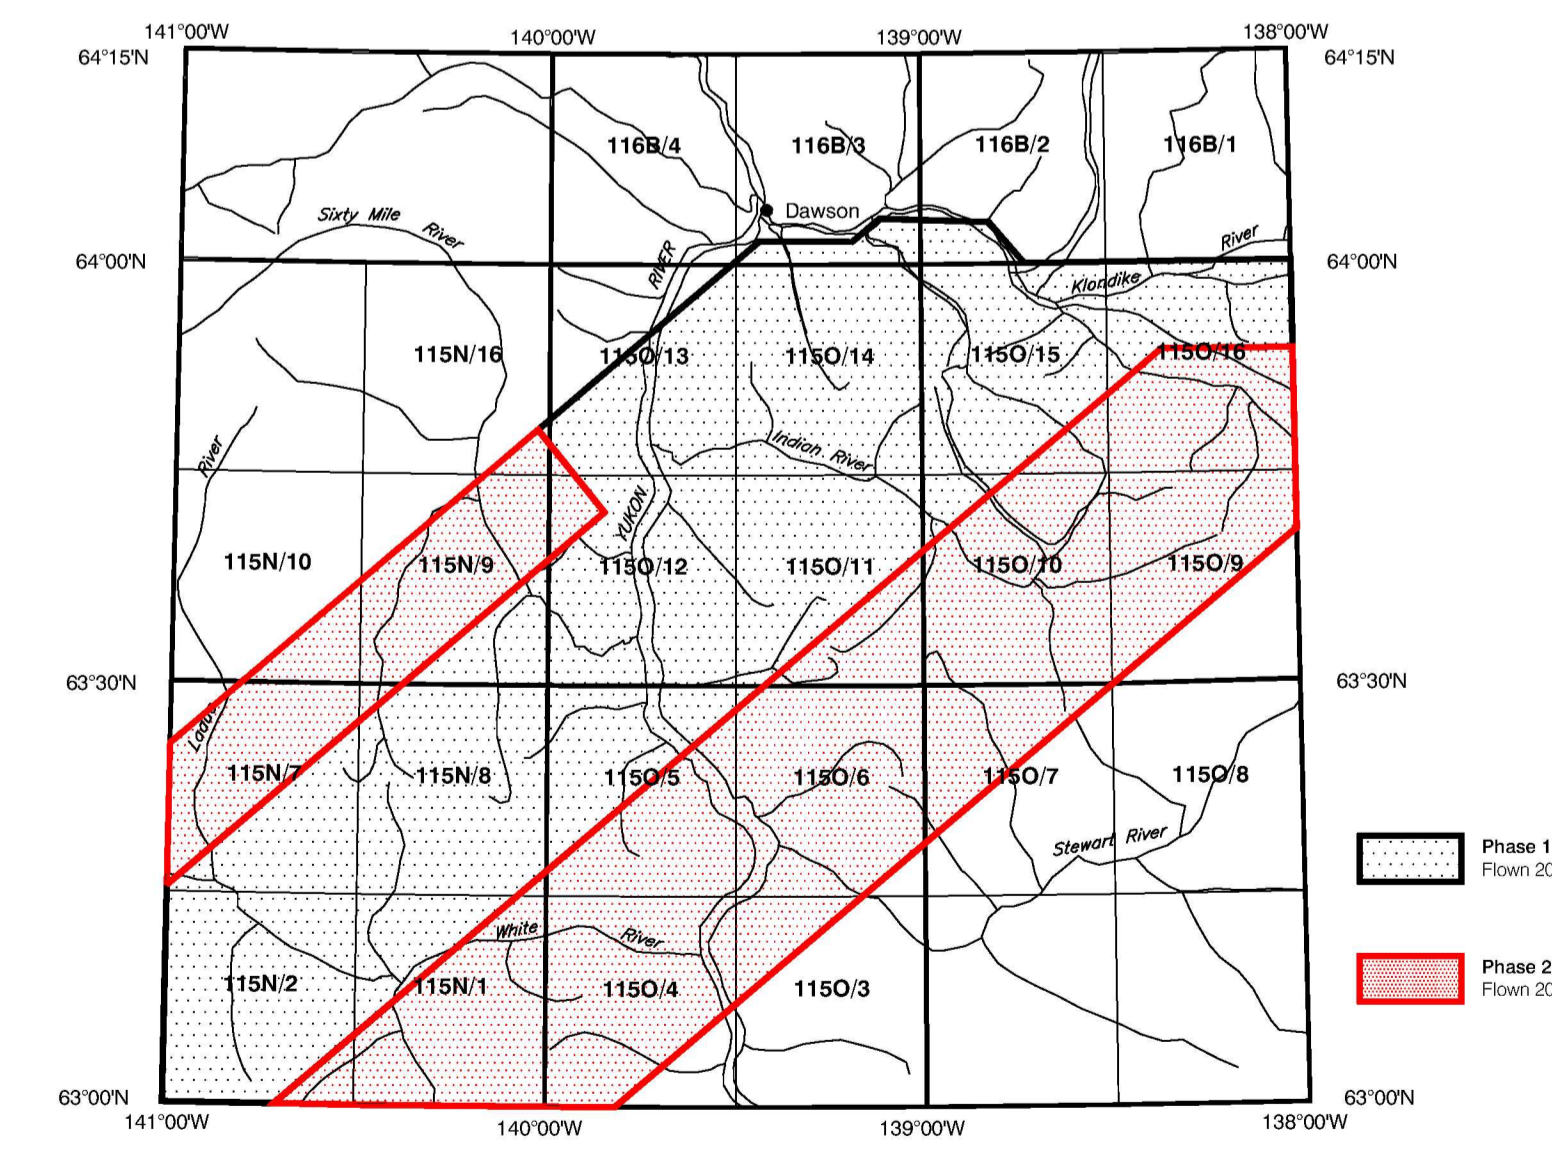 141°00'W
140°00'W
139°00'W
138°00'W
64°15'N
64°15'N
116B/4
116B/3
116B/2
116B/1
Sixty Mile River
Dawson
River
64°00'N
RIVER
64°00'N
Klondike
115N/16
115O/13
115O/14
115O/15
115O/16
River
Indian River
YUKON
115N/10
115N/9
115O/12
115O/11
115O/10
115O/9
63°30'N
63°30'N
Ladue
115N/7
115N/8
115O/5
115O/6
115O/7
115O/8
Stewart River
Phase 1
Flown 20
White River
115N/2
115N/1
115O/4
115O/3
Phase 2
Flown 20
63°00'N
63°00'N
141°00'W
140°00'W
139°00'W
138°00'W